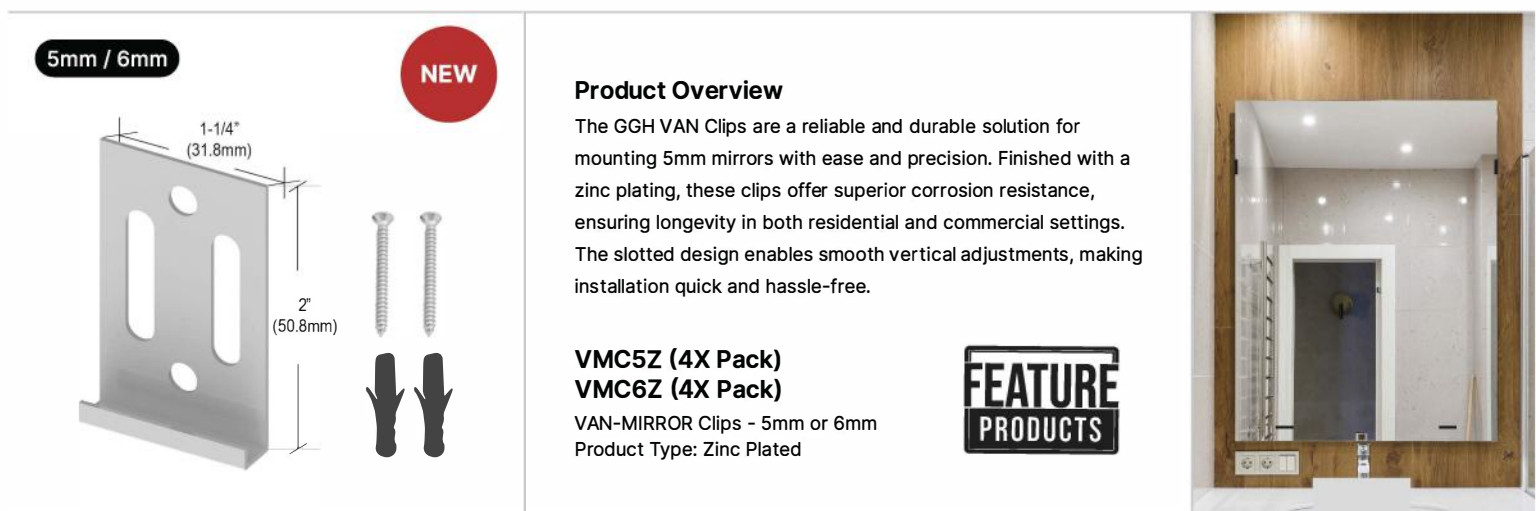 5mm / 6mm
NEW
1-1/4”
(31.8mm)
2”
(50.8mm)
Product Overview
The GGH VAN Clips are a reliable and durable solution for
mounting 5mm mirrors with ease and precision. Finished with a
zinc plating, these clips offer superior corrosion resistance,
ensuring longevity in both residential and commercial settings.
The slotted design enables smooth vertical adjustments, making
installation quick and hassle-free.
VMC5Z (4X Pack)
VMC6Z (4X Pack)
VAN-MIRROR Clips - 5mm or 6mm
Product Type: Zinc Plated
FEATURE
PRODUCTS